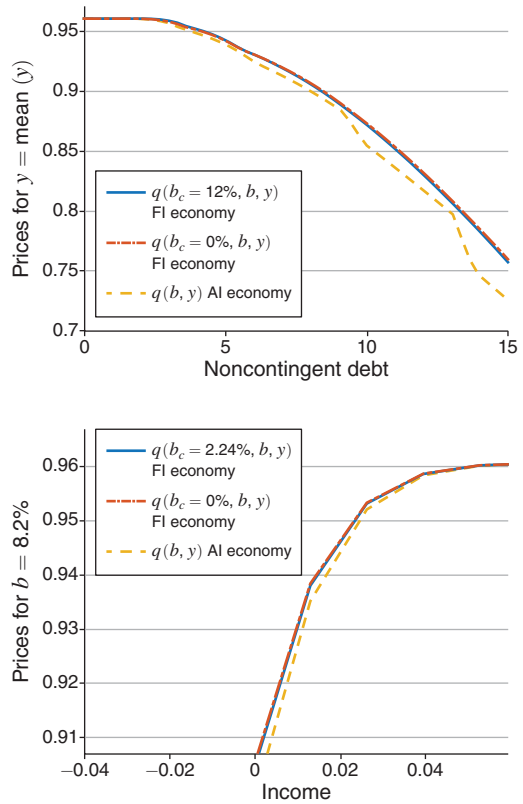 Prices for y = mean (y)
0.95
0.9
0.85
0.8
0.75
0.7
q(b_c = 12%, b, y)
FI economy
q(b_c = 0%, b, y)
FI economy
q(b, y) AI economy
0
5
10
15
Noncontingent debt
Prices for b = 8.2%
0.96
0.95
0.94
0.93
0.92
0.91
q(b_c = 2.24%, b, y)
FI economy
q(b_c = 0%, b, y)
FI economy
q(b, y) AI economy
−0.04
−0.02
0
0.02
0.04
Income